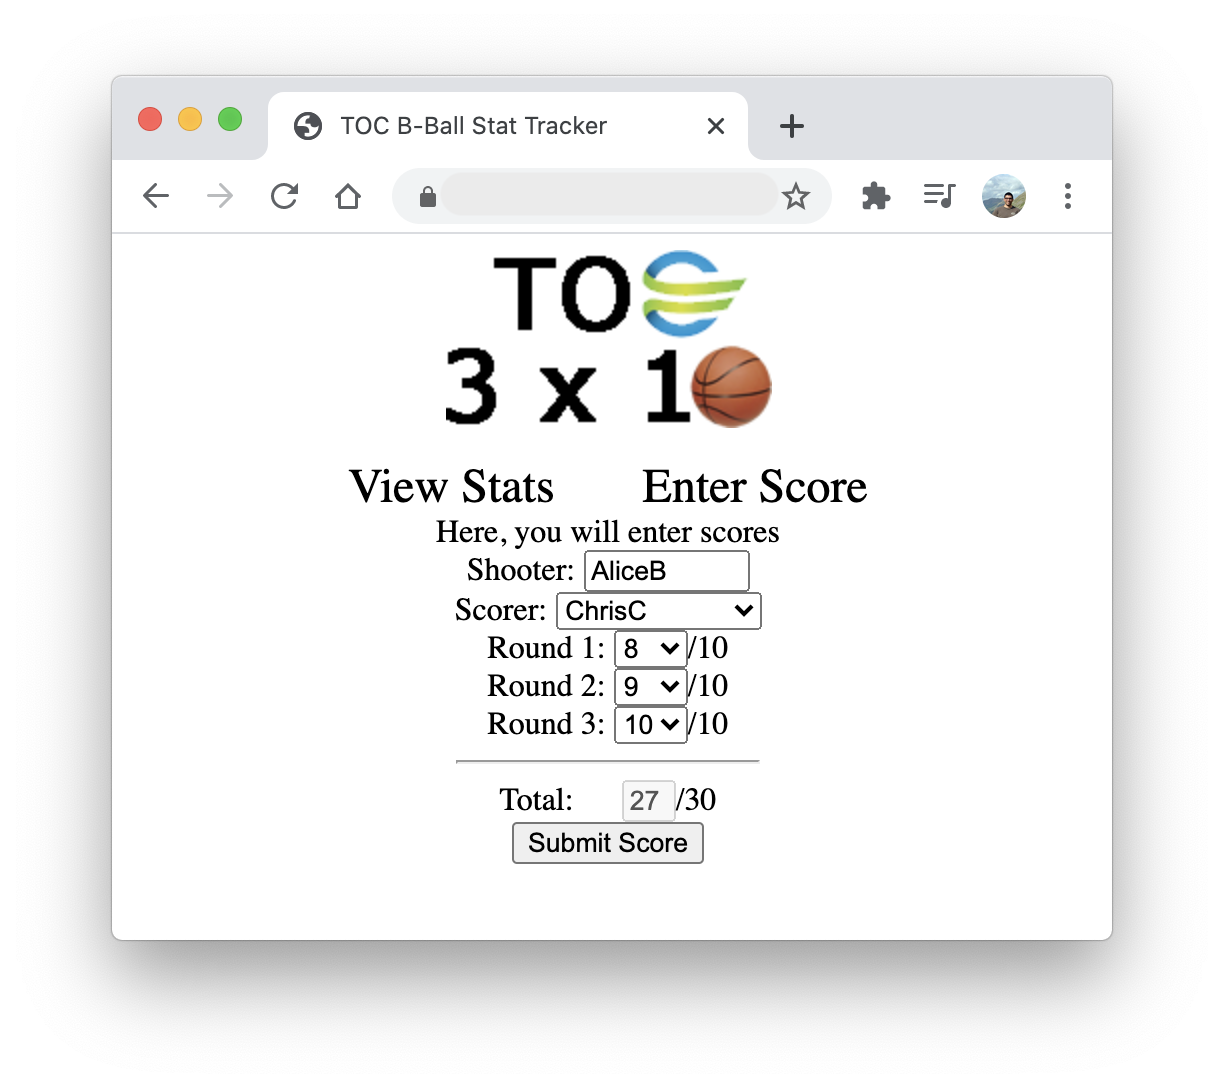 TOC B-Ball Stat Tracker
TOC
3 x 10
View Stats Enter Score
Here, you will enter scores
Shooter: AliceB
Scorer: ChrisC
Round 1: 8 /10
Round 2: 9 /10
Round 3: 10 /10
Total: 27 /30
Submit Score